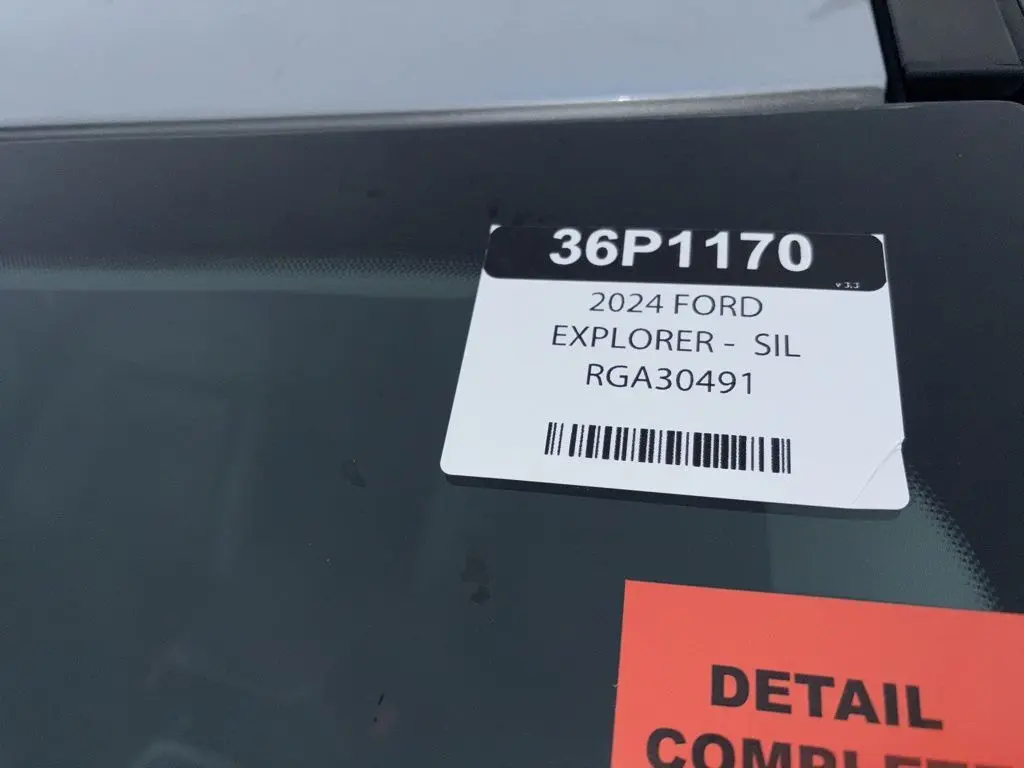 36P1170
v 3.3
2024 FORD
EXPLORER - SIL
RGA30491
DETAIL